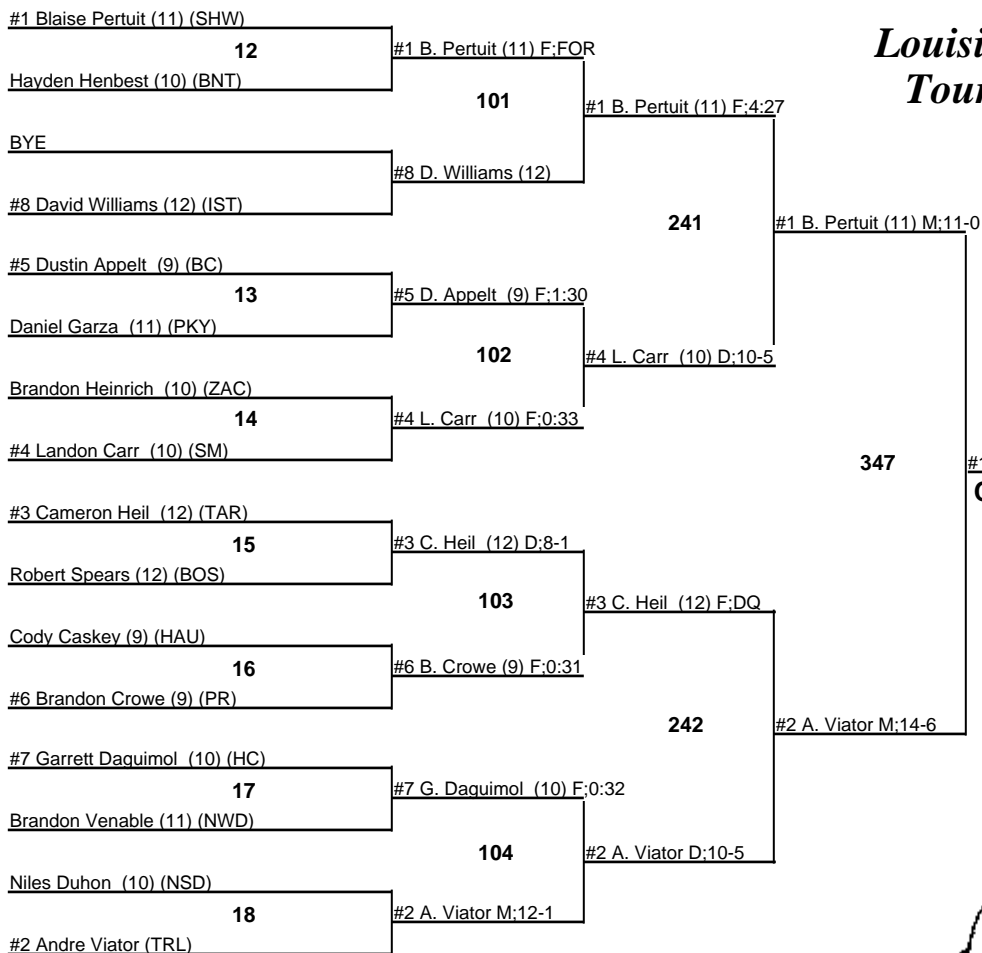 #1 Blaise Pertuit (11) (SHW)
12
Hayden Henbest (10) (BNT)
BYE
#8 David Williams (12) (IST)
#5 Dustin Appelt (9) (BC)
13
Daniel Garza (11) (PKY)
Brandon Heinrich (10) (ZAC)
14
#4 Landon Carr (10) (SM)
#3 Cameron Heil (12) (TAR)
15
Robert Spears (12) (BOS)
Cody Caskey (9) (HAU)
16
#6 Brandon Crowe (9) (PR)
#7 Garrett Daquimol (10) (HC)
17
Brandon Venable (11) (NWD)
Niles Duhon (10) (NSD)
18
#2 Andre Viator (TRL)
#1 B. Pertuit (11) F;FOR
101
#8 D. Williams (12)
#5 D. Appelt (9) F;1:30
102
#4 L. Carr (10) F;0:33
#3 C. Heil (12) D;8-1
103
#6 B. Crowe (9) F;0:31
#7 G. Daquimol (10) F;0:32
104
#2 A. Viator M;12-1
#1 B. Pertuit (11) F;4:27
241
#4 L. Carr (10) D;10-5
#3 C. Heil (12) F;DQ
242
#2 A. Viator D;10-5
#1 B. Pertuit (11) M;11-0
347
#2 A. Viator M;14-6
Louisi
Tour
#1